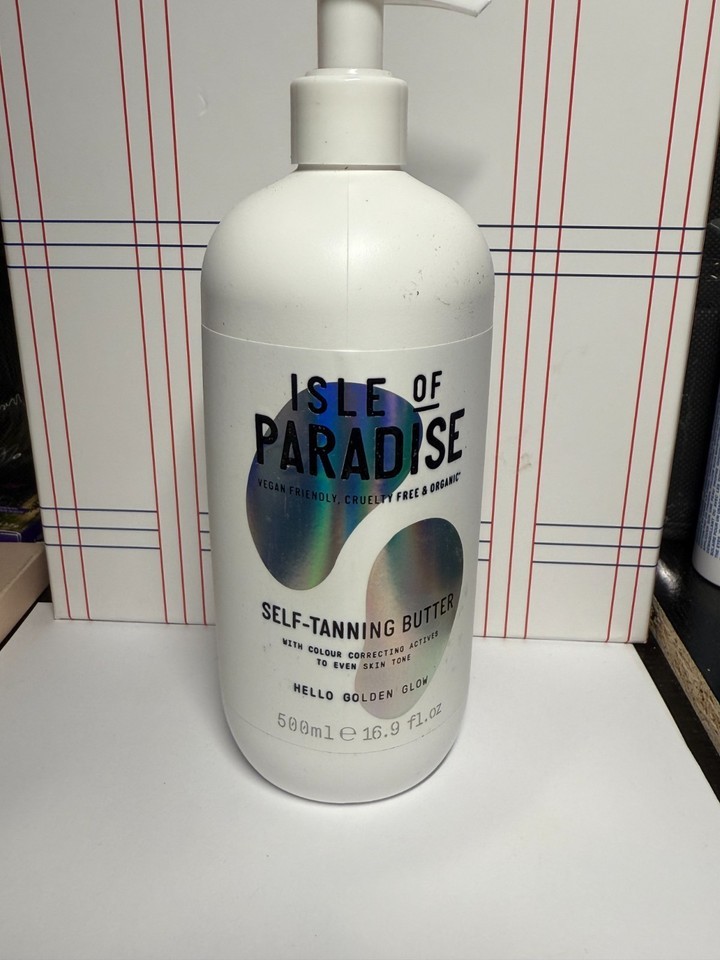 ISLE OF
PARADISE
VEGAN FRIENDLY, CRUELTY FREE & ORGANIC*
SELF-TANNING BUTTER
WITH COLOUR CORRECTING ACTIVES
TO EVEN SKIN TONE
HELLO GOLDEN GLOW
500ml ℮ 16.9 fl.oz